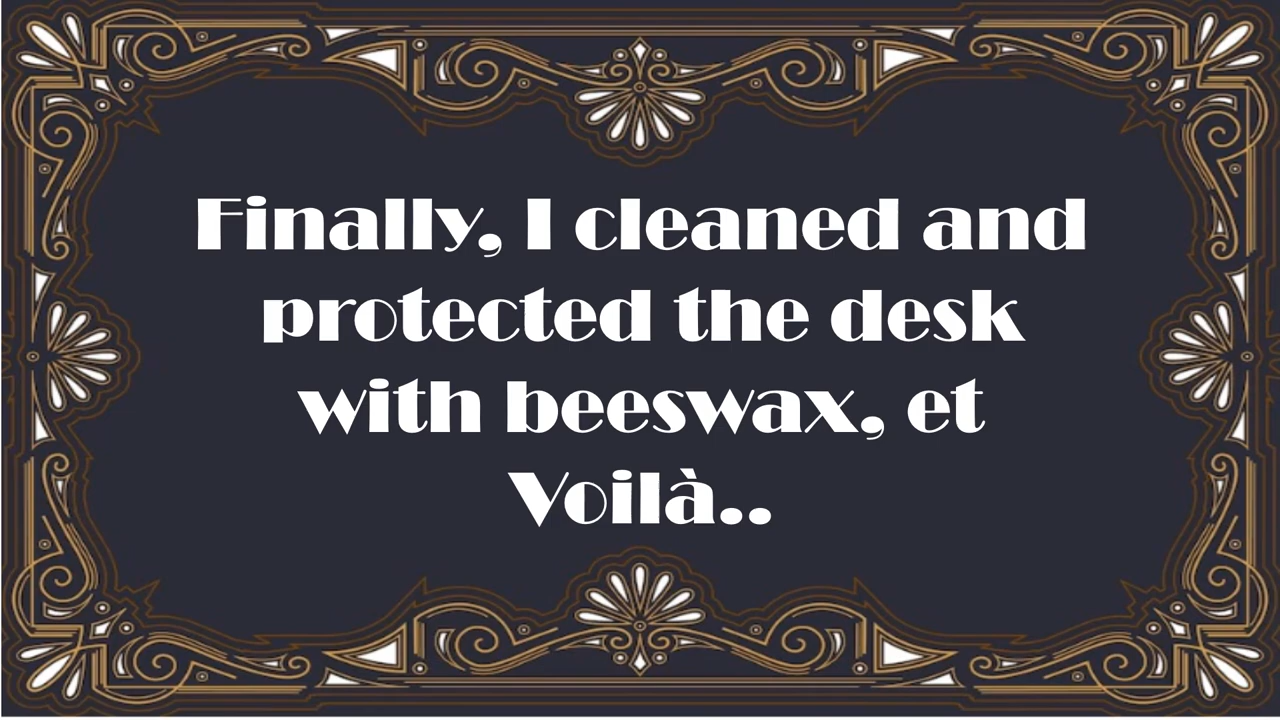 Finally, I cleaned and
protected the desk
with beeswax, et
Voilà..